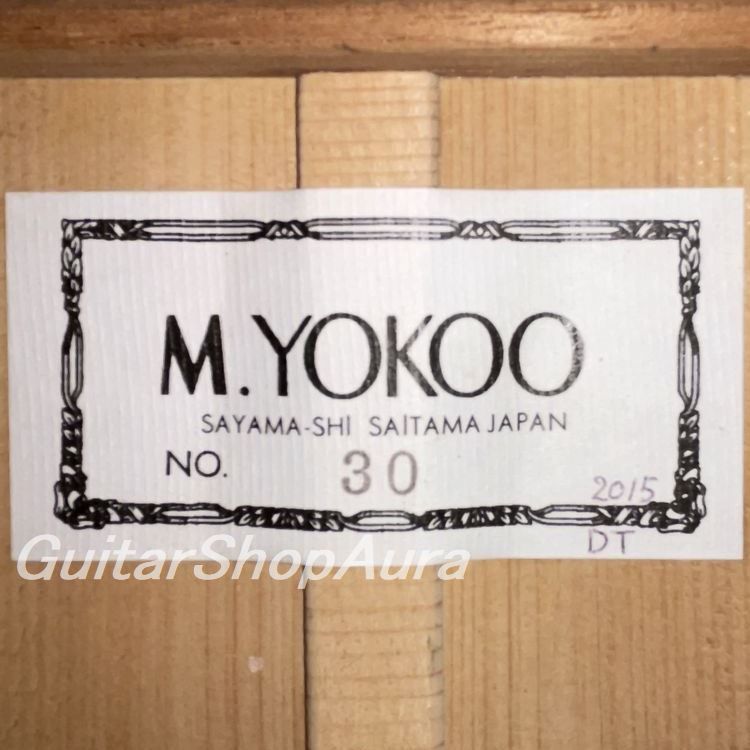 M.YOKOO
SAYAMA-SHI SAITAMA JAPAN
NO. 30
2015
DT
GuitarShopAura